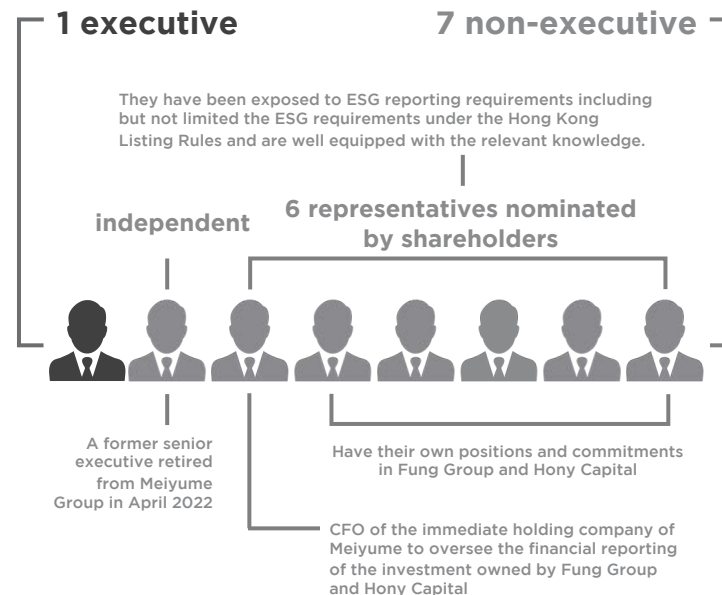 1 executive
7 non-executive
They have been exposed to ESG reporting requirements including
but not limited the ESG requirements under the Hong Kong
Listing Rules and are well equipped with the relevant knowledge.
independent
6 representatives nominated
by shareholders
A former senior
executive retired
from Meiyume
Group in April 2022
Have their own positions and commitments
in Fung Group and Hony Capital
CFO of the immediate holding company of
Meiyume to oversee the financial reporting
of the investment owned by Fung Group
and Hony Capital